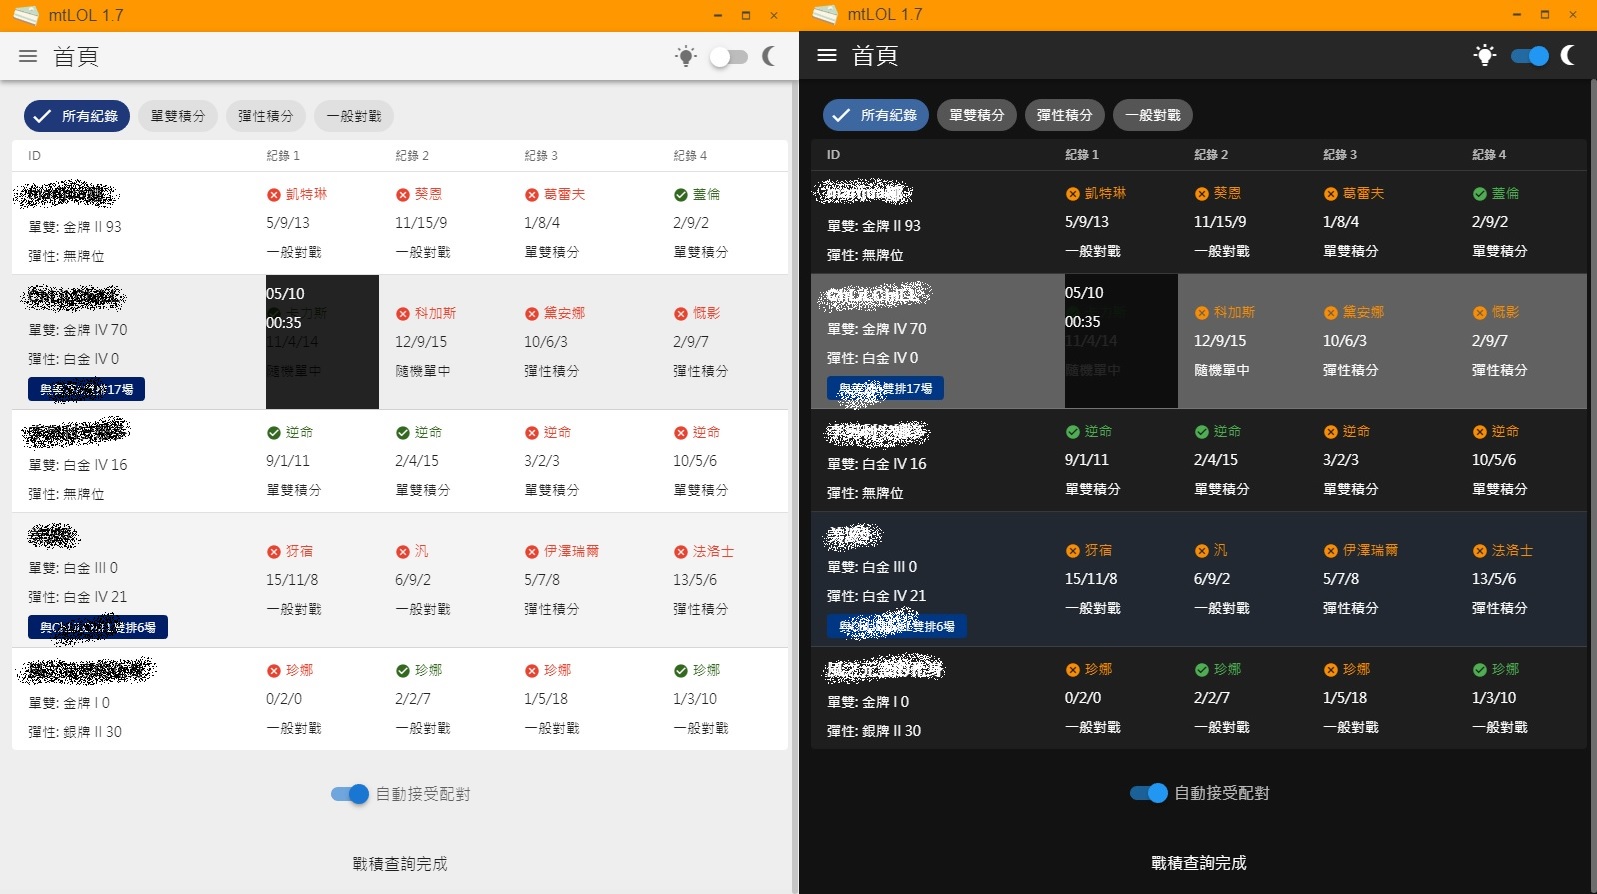 mtLOL 1.7
首頁
所有紀錄 單雙積分 彈性積分 一般對戰
ID 紀錄 1 紀錄 2 紀錄 3 紀錄 4
凱特琳 葵恩 葛雷夫 蓋倫
單雙: 金牌 II 93 5/9/13 11/15/9 1/8/4 2/9/2
彈性: 無牌位 一般對戰 一般對戰 單雙積分 單雙積分
05/10 科加斯 黛安娜 慨影
00:35
單雙: 金牌 IV 70 11/4/14 12/9/15 10/6/3 2/9/7
彈性: 白金 IV 0 隨機單中 隨機單中 彈性積分 彈性積分
17場
逆命 逆命 逆命 逆命
單雙: 白金 IV 16 9/1/11 2/4/15 3/2/3 10/5/6
彈性: 無牌位 單雙積分 單雙積分 單雙積分 單雙積分
犽宿 汎 伊澤瑞爾 法洛士
單雙: 白金 III 0 15/11/8 6/9/2 5/7/8 13/5/6
彈性: 白金 IV 21 一般對戰 一般對戰 彈性積分 彈性積分
雙排6場
珍娜 珍娜 珍娜 珍娜
單雙: 金牌 I 0 0/2/0 2/2/7 1/5/18 1/3/10
彈性: 銀牌 II 30 一般對戰 一般對戰 一般對戰 一般對戰
自動接受配對
戰積查詢完成
mtLOL 1.7
首頁
所有紀錄 單雙積分 彈性積分 一般對戰
ID 紀錄 1 紀錄 2 紀錄 3 紀錄 4
凱特琳 葵恩 葛雷夫 蓋倫
單雙: 金牌 II 93 5/9/13 11/15/9 1/8/4 2/9/2
彈性: 無牌位 一般對戰 一般對戰 單雙積分 單雙積分
05/10 科加斯 黛安娜 慨影
00:35
單雙: 金牌 IV 70 11/4/14 12/9/15 10/6/3 2/9/7
彈性: 白金 IV 0 隨機單中 隨機單中 彈性積分 彈性積分
雙排17場
逆命 逆命 逆命 逆命
單雙: 白金 IV 16 9/1/11 2/4/15 3/2/3 10/5/6
彈性: 無牌位 單雙積分 單雙積分 單雙積分 單雙積分
犽宿 汎 伊澤瑞爾 法洛士
單雙: 白金 III 0 15/11/8 6/9/2 5/7/8 13/5/6
彈性: 白金 IV 21 一般對戰 一般對戰 彈性積分 彈性積分
雙排6場
珍娜 珍娜 珍娜 珍娜
單雙: 金牌 I 0 0/2/0 2/2/7 1/5/18 1/3/10
彈性: 銀牌 II 30 一般對戰 一般對戰 一般對戰 一般對戰
自動接受配對
戰積查詢完成